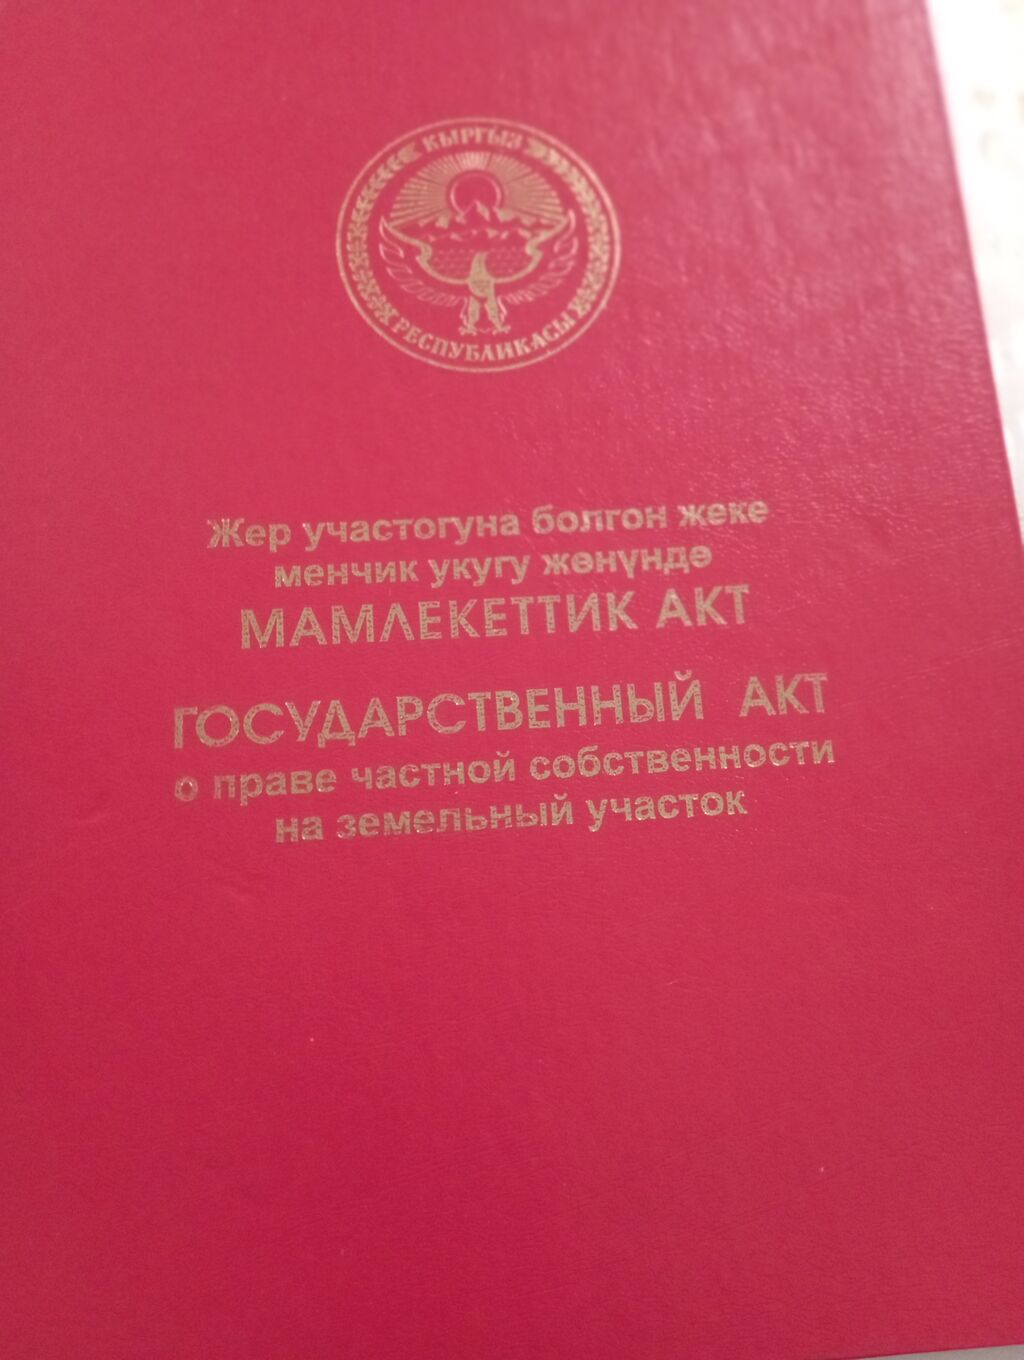 КЫРГЫЗ
РЕСПУБЛИКАСЫ
Жер участогуна болгон жеке
менчик укугу жөнүндө
МАМЛЕКЕТТИК АКТ
ГОСУДАРСТВЕННЫЙ АКТ
о праве частной собственности
на земельный участок